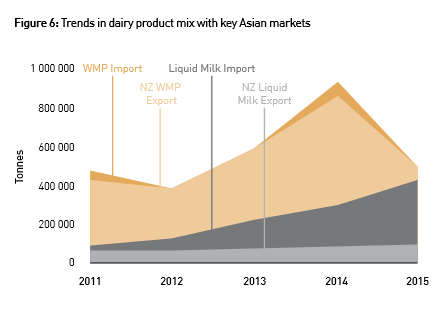 Figure 6: Trends in dairy product mix with key Asian markets
1 000 000
WMP Import
Liquid Milk Import
NZ WMP
Export
NZ Liquid
Milk Export
800 000
600 000
400 000
200 000
0
Tonnes
2011
2012
2013
2014
2015